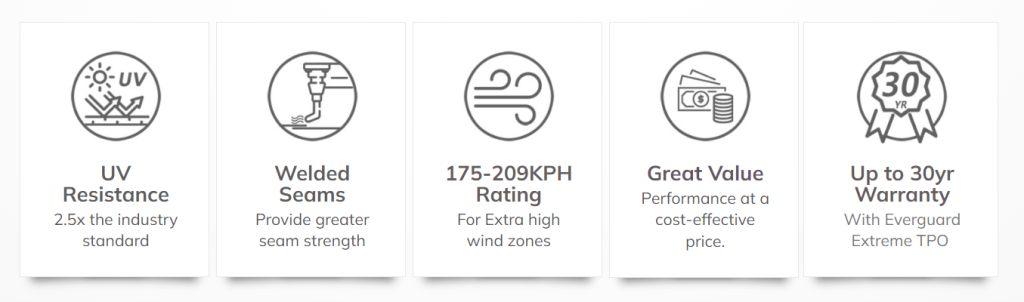 UV
UV
Resistance
2.5x the industry
standard
Welded
Seams
Provide greater
seam strength
175-209KPH
Rating
For Extra high
wind zones
$
Great Value
Performance at a
cost-effective
price.
30
YR
Up to 30yr
Warranty
With Everguard
Extreme TPO